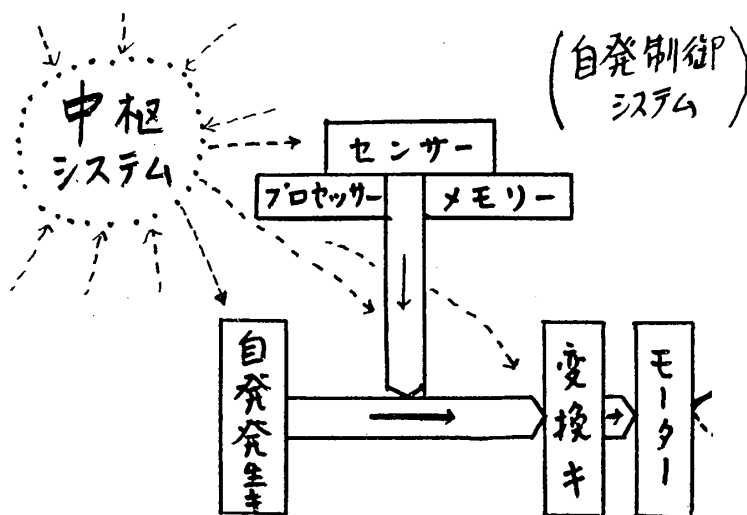 (自発制御
システム)
中枢
システム
センサー
プロセッサー
メモリー
自発発生キ
変換キ
モーター